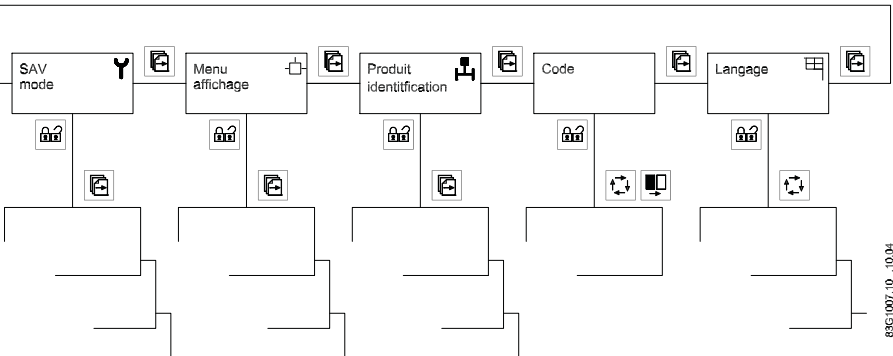 SAV
mode
Menu
affichage
Produit
identitfication
Code
Langage
83G1007.10 .10.04